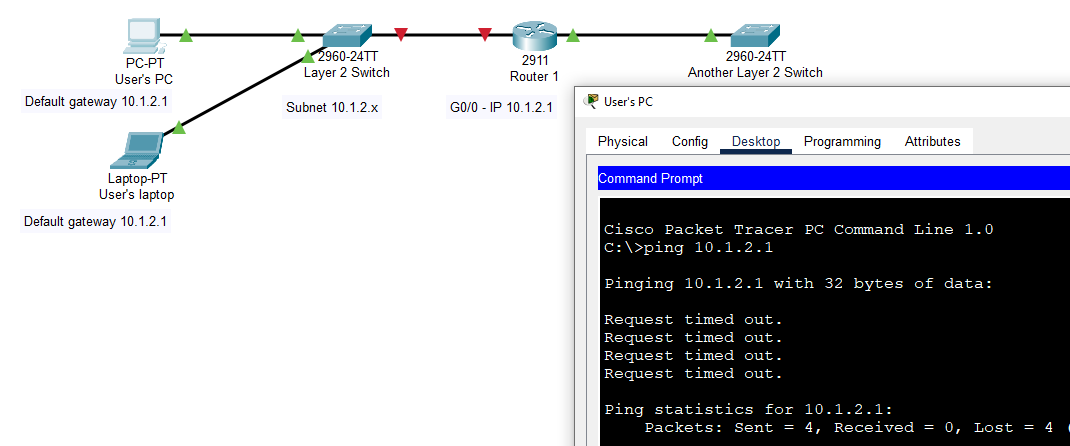 PC-PT
User's PC
Default gateway 10.1.2.1
2960-24TT
Layer 2 Switch
Subnet 10.1.2.x
2911
Router 1
G0/0 - IP 10.1.2.1
2960-24TT
Another Layer 2 Switch
Laptop-PT
User's laptop
Default gateway 10.1.2.1
User's PC
Physical Config Desktop Programming Attributes
Command Prompt
Cisco Packet Tracer PC Command Line 1.0
C:\>ping 10.1.2.1
Pinging 10.1.2.1 with 32 bytes of data:
Request timed out.
Request timed out.
Request timed out.
Request timed out.
Ping statistics for 10.1.2.1:
Packets: Sent = 4, Received = 0, Lost = 4 (